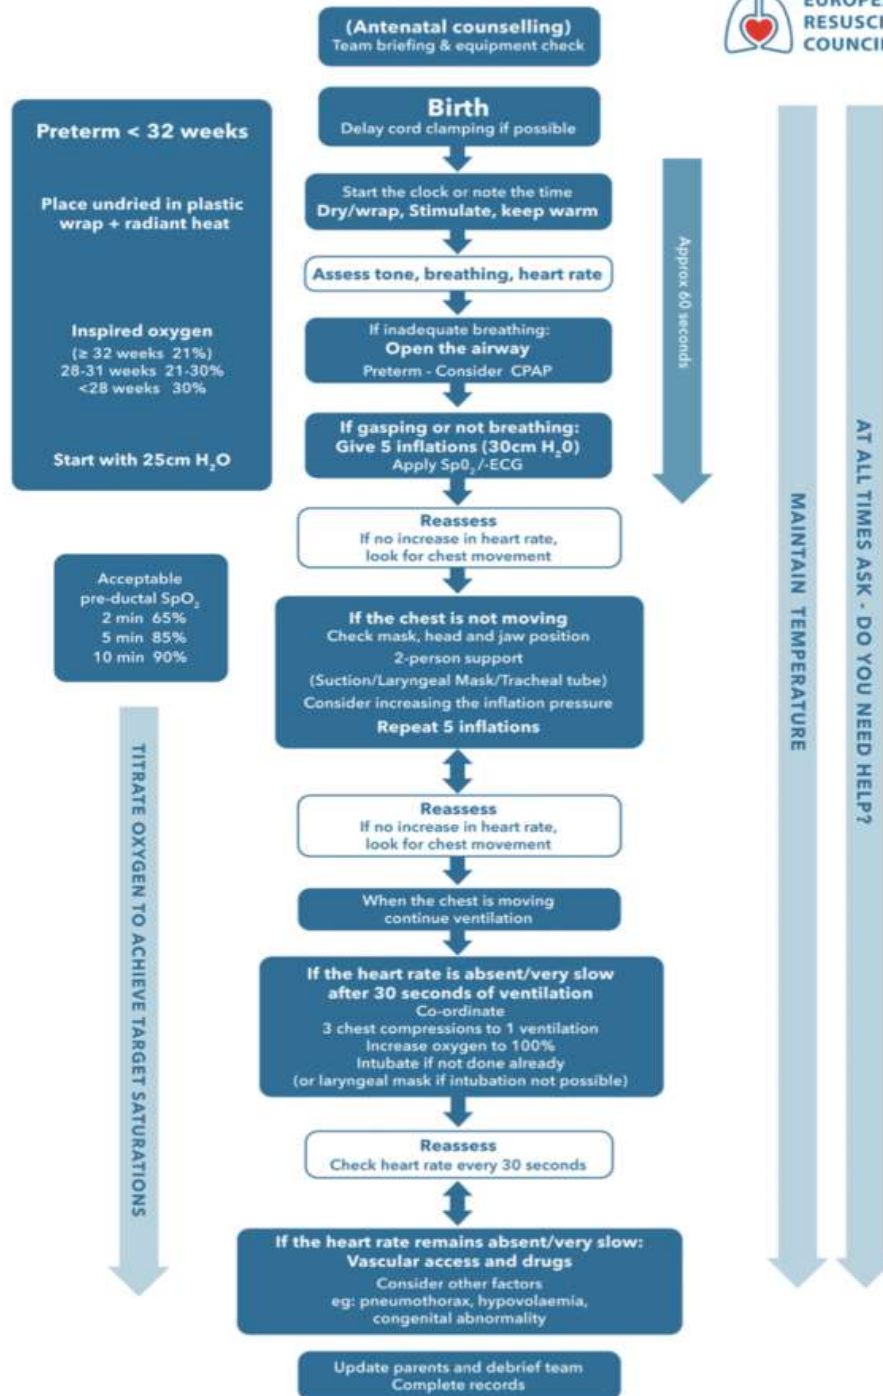 EUROPE
RESUSCI
COUNCIL
(Antenatal counselling)
Team briefing & equipment check
Birth
Delay cord clamping if possible
Start the clock or note the time
Dry/wrap, Stimulate, keep warm
Assess tone, breathing, heart rate
If inadequate breathing:
Open the airway
Preterm - Consider CPAP
If gasping or not breathing:
Give 5 inflations (30cm H₂0)
Apply Sp0₂ /-ECG
Reassess
If no increase in heart rate,
look for chest movement
If the chest is not moving
Check mask, head and jaw position
2-person support
(Suction/Laryngeal Mask/Tracheal tube)
Consider increasing the inflation pressure
Repeat 5 inflations
Reassess
If no increase in heart rate,
look for chest movement
When the chest is moving
continue ventilation
If the heart rate is absent/very slow
after 30 seconds of ventilation
Co-ordinate
3 chest compressions to 1 ventilation
Increase oxygen to 100%
Intubate if not done already
(or laryngeal mask if intubation not possible)
Reassess
Check heart rate every 30 seconds
If the heart rate remains absent/very slow:
Vascular access and drugs
Consider other factors
eg: pneumothorax, hypovolaemia,
congenital abnormality
Update parents and debrief team
Complete records
Preterm < 32 weeks
Place undried in plastic
wrap + radiant heat
Inspired oxygen
(≥ 32 weeks 21%)
28-31 weeks 21-30%
<28 weeks 30%
Start with 25cm H₂O
Acceptable
pre-ductal SpO₂
2 min 65%
5 min 85%
10 min 90%
TITRATE OXYGEN TO ACHIEVE TARGET SATURATIONS
Approx 60 seconds
MAINTAIN TEMPERATURE
AT ALL TIMES ASK - DO YOU NEED HELP?